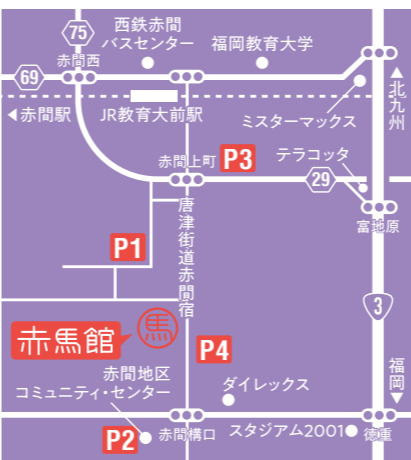 75
西鉄赤間
バスセンター
福岡教育大学
赤間西
69
▲北九州
◀赤間駅
JR教育大前駅
ミスターマックス
赤間上町
P3
テラコッタ
29
唐津街道赤間宿
富地原
P1
3
馬
赤馬館
P4
福岡▼
赤間地区
コミュニティ・センター
ダイレックス
P2
赤間構口
スタジアム2001
徳重